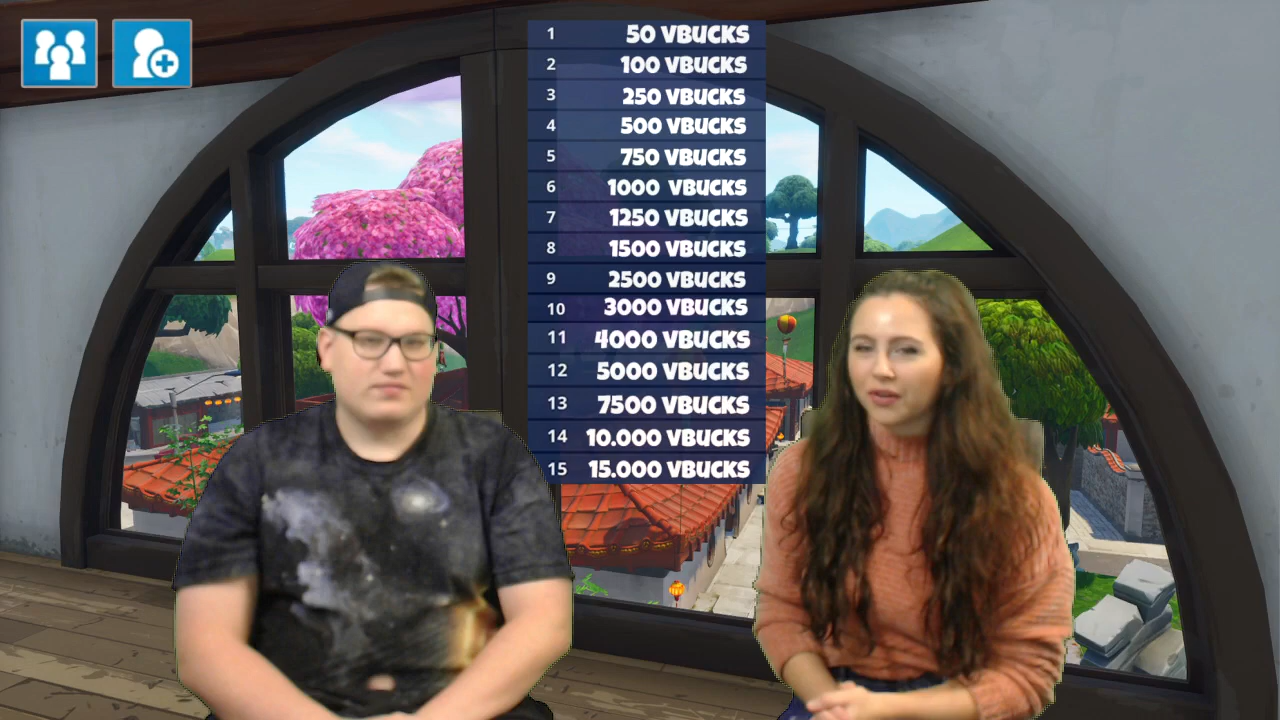 1 50 VBUCKS
2 100 VBUCKS
3 250 VBUCKS
4 500 VBUCKS
5 750 VBUCKS
6 1000 VBUCKS
7 1250 VBUCKS
8 1500 VBUCKS
9 2500 VBUCKS
10 3000 VBUCKS
11 4000 VBUCKS
12 5000 VBUCKS
13 7500 VBUCKS
14 10.000 VBUCKS
15 15.000 VBUCKS